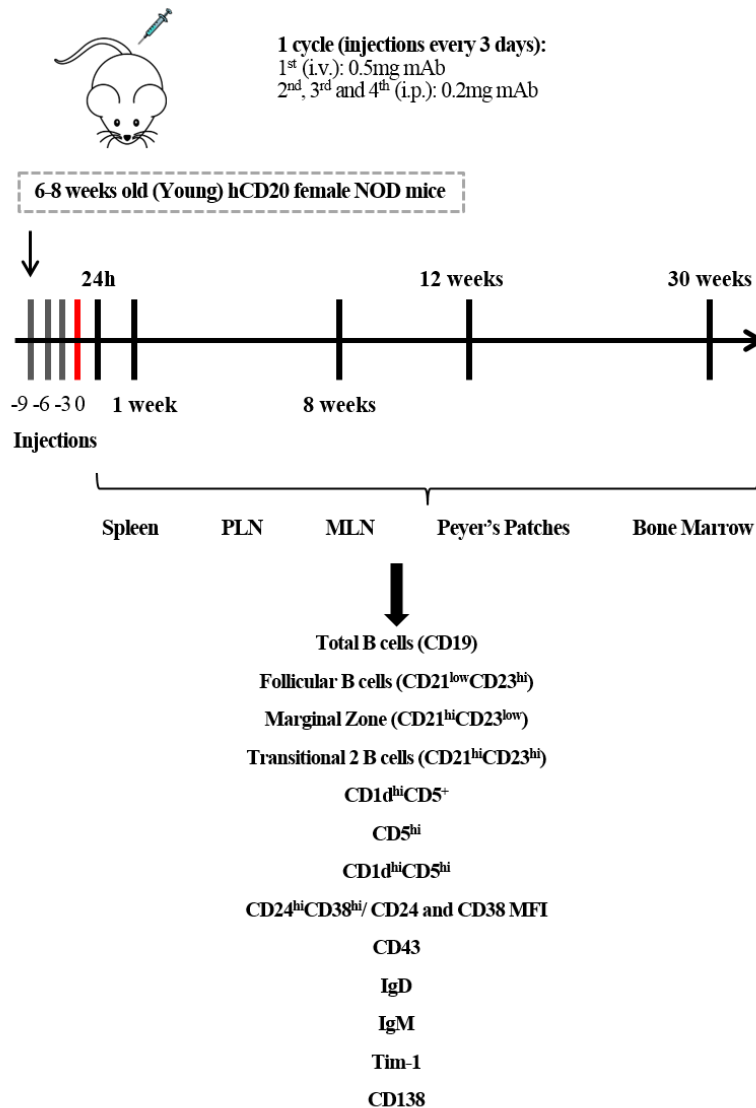 1 cycle (injections every 3 days):
1st (i.v.): 0.5mg mAb
2nd, 3rd and 4th (i.p.): 0.2mg mAb
6-8 weeks old (Young) hCD20 female NOD mice
24h
12 weeks
30 weeks
-9 -6 -3 0
1 week
8 weeks
Injections
Spleen PLN MLN Peyer’s Patches Bone Marrow
Total B cells (CD19)
Follicular B cells (CD21lowCD23hi)
Marginal Zone (CD21hiCD23low)
Transitional 2 B cells (CD21hiCD23hi)
CD1dhiCD5+
CD5hi
CD1dhiCD5hi
CD24hiCD38hi/ CD24 and CD38 MFI
CD43
IgD
IgM
Tim-1
CD138